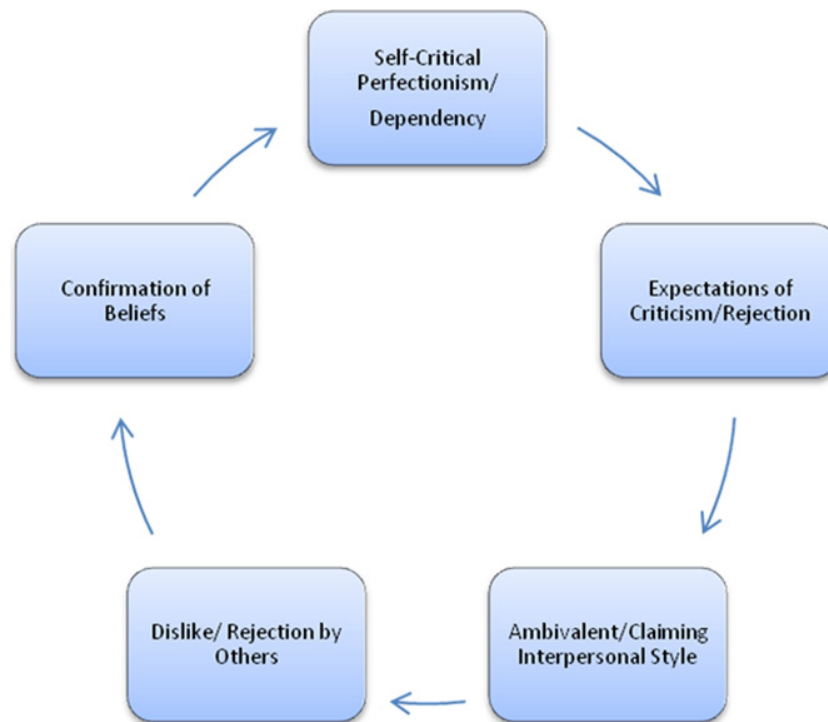 Self-Critical
Perfectionism/
Dependency
Expectations of
Criticism/Rejection
Ambivalent/Claiming
Interpersonal Style
Dislike/ Rejection by
Others
Confirmation of
Beliefs